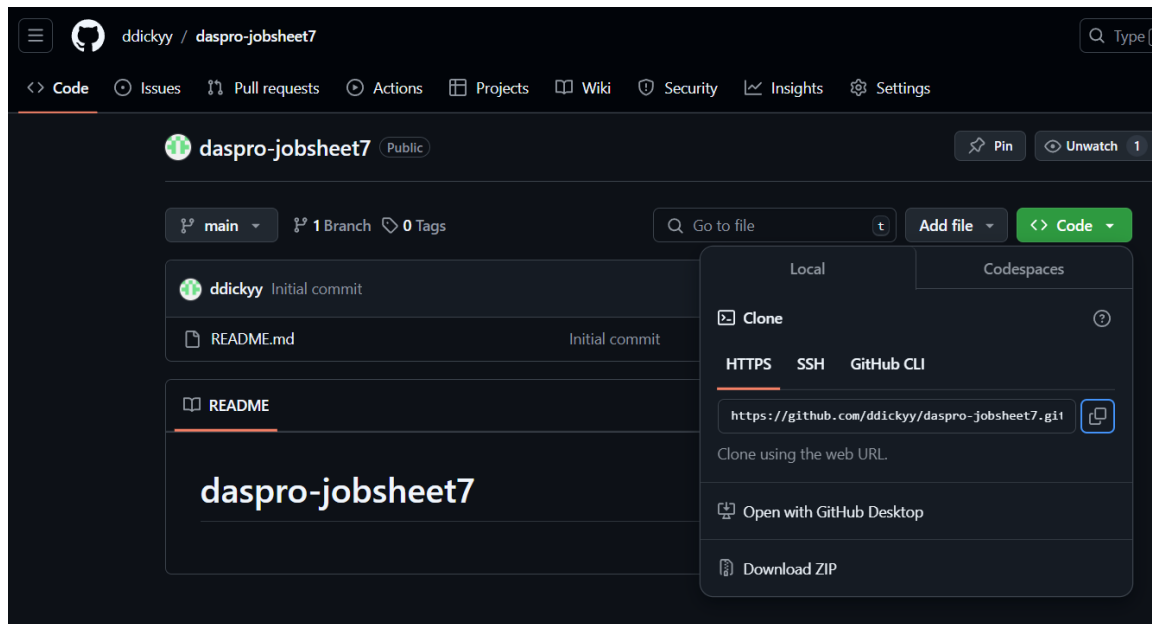 ddickyy / daspro-jobsheet7
Type
Code Issues Pull requests Actions Projects Wiki Security Insights Settings
daspro-jobsheet7 Public
Pin Unwatch 1
main 1 Branch 0 Tags
Go to file t Add file <> Code
Local Codespaces
ddickyy Initial commit
Clone
README.md Initial commit
HTTPS SSH GitHub CLI
README
https://github.com/ddickyy/daspro-jobsheet7.git
Clone using the web URL.
daspro-jobsheet7
Open with GitHub Desktop
Download ZIP